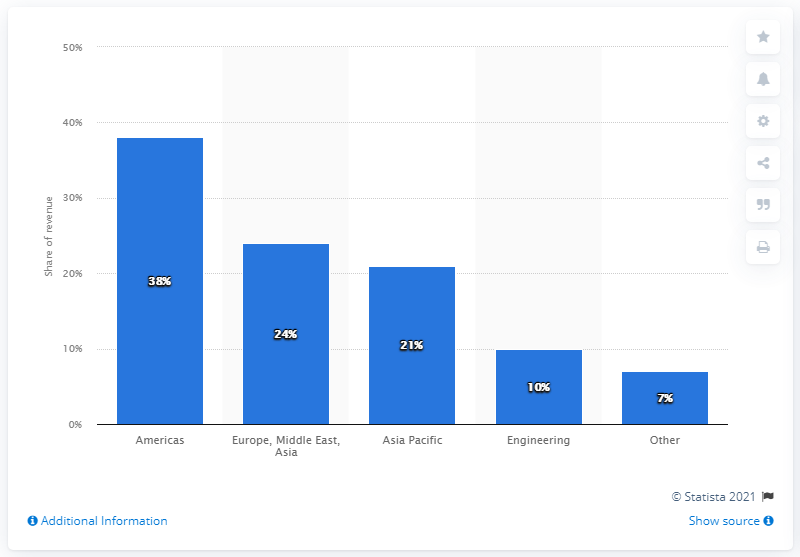 50%
40%
30%
20%
10%
0%
Share of revenue
38%
24%
21%
10%
7%
Americas
Europe, Middle East,
Asia
Asia Pacific
Engineering
Other
© Statista 2021
Additional Information
Show source